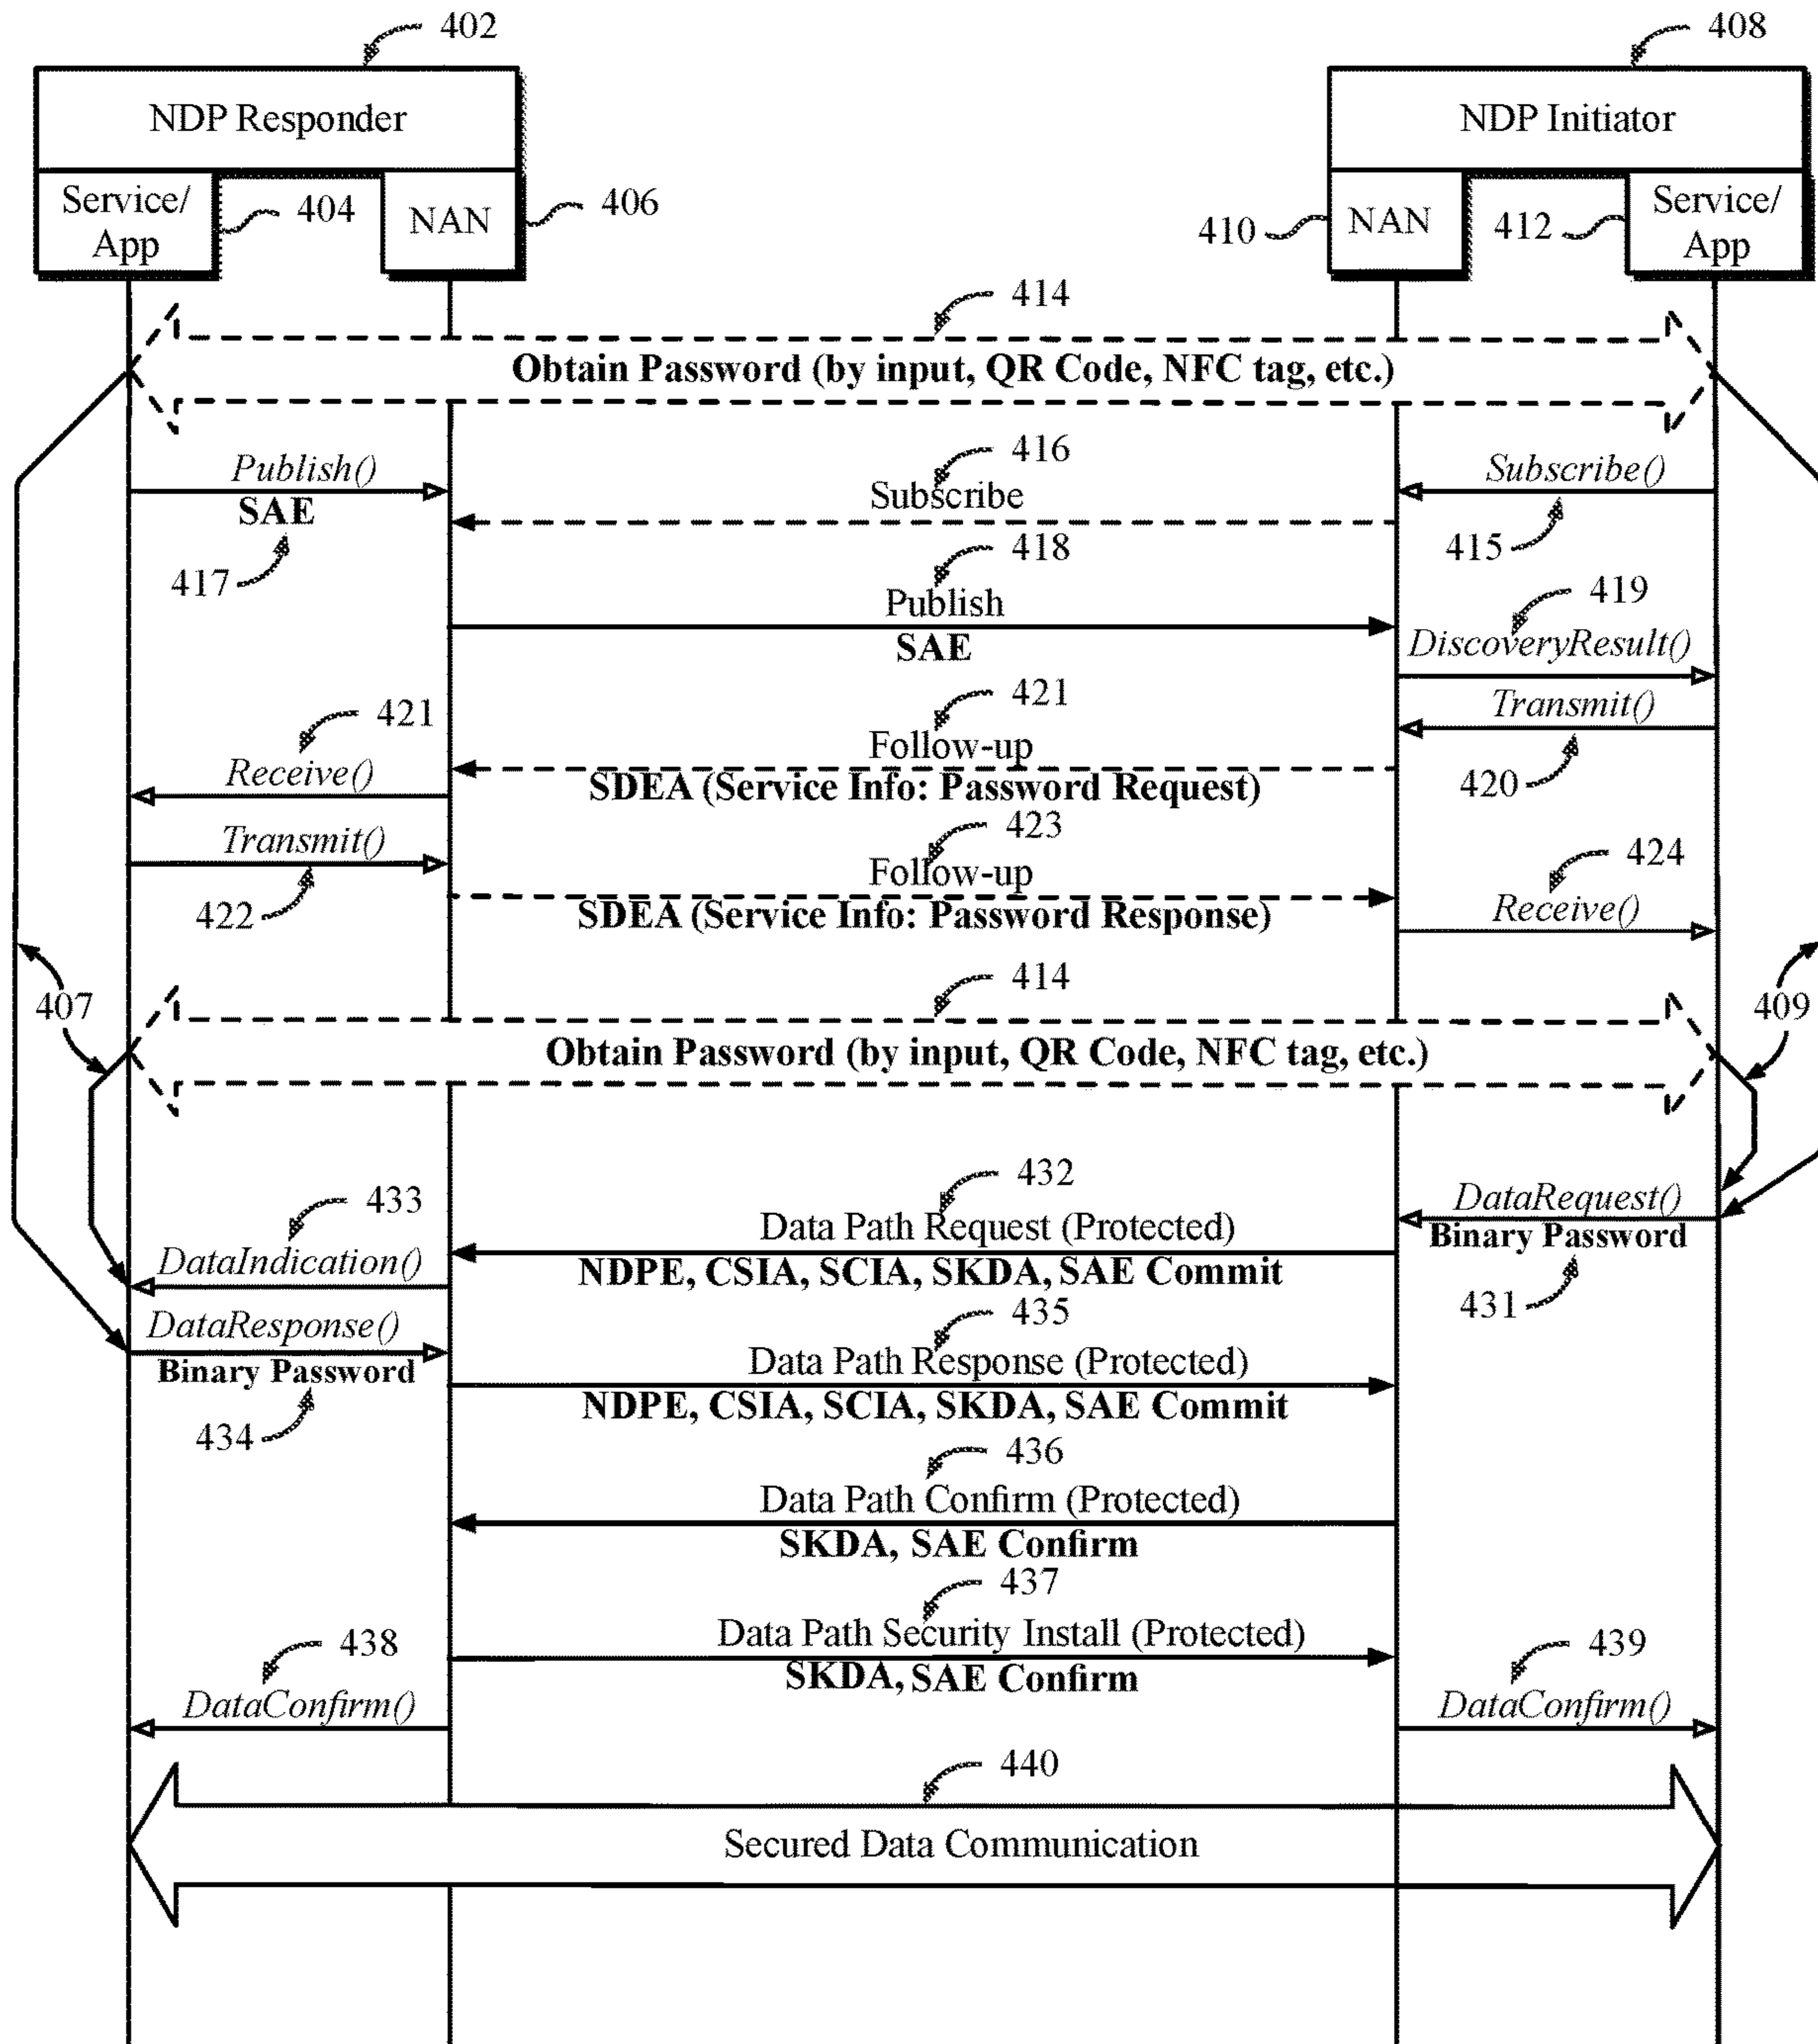 402
408
NDP Responder
NDP Initiator
Service/
App
404
NAN
406
410
NAN
412
Service/
App
414
Obtain Password (by input, QR Code, NFC tag, etc.)
Publish()
SAE
417
416
Subscribe
Subscribe()
415
418
Publish
SAE
419
DiscoveryResult()
421
Receive()
421
Follow-up
SDEA (Service Info: Password Request)
Transmit()
420
Transmit()
422
423
Follow-up
SDEA (Service Info: Password Response)
424
Receive()
407
414
409
Obtain Password (by input, QR Code, NFC tag, etc.)
432
Data Path Request (Protected)
NDPE, CSIA, SCIA, SKDA, SAE Commit
DataRequest()
Binary Password
431
433
DataIndication()
DataResponse()
Binary Password
434
435
Data Path Response (Protected)
NDPE, CSIA, SCIA, SKDA, SAE Commit
436
Data Path Confirm (Protected)
SKDA, SAE Confirm
437
Data Path Security Install (Protected)
SKDA, SAE Confirm
438
DataConfirm()
439
DataConfirm()
440
Secured Data Communication